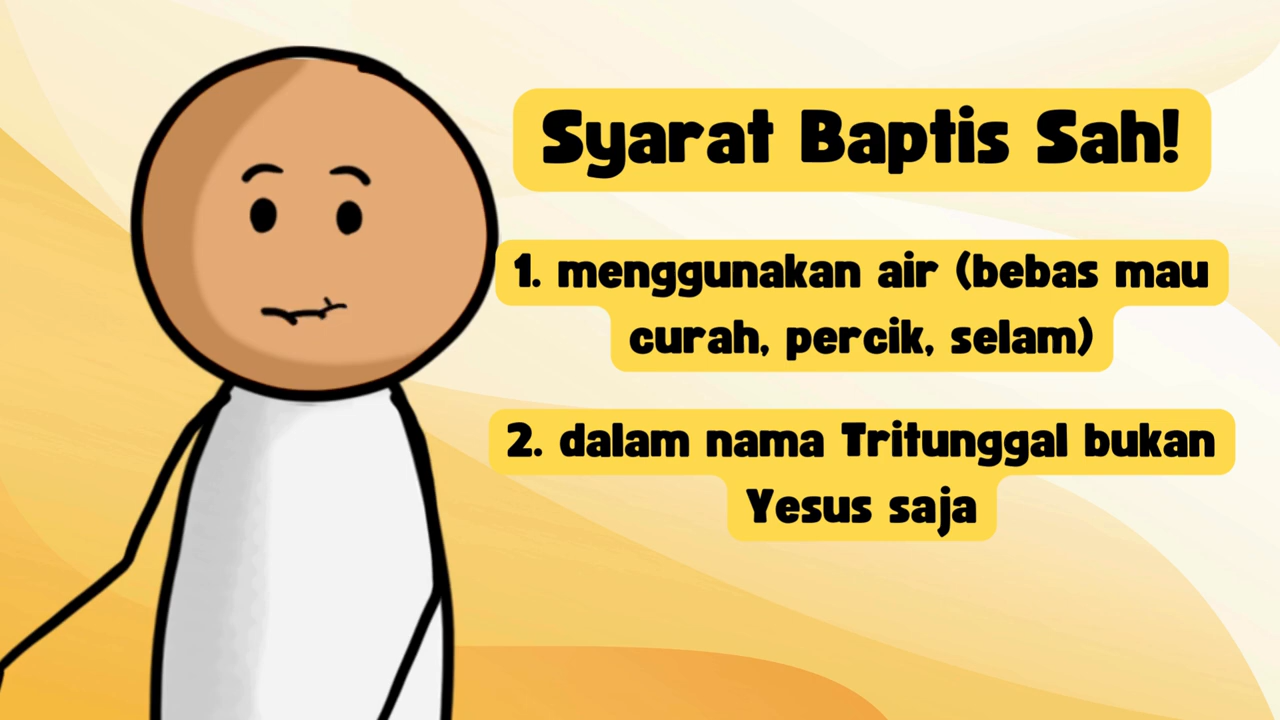 Syarat Baptis Sah!
1. menggunakan air (bebas mau
curah, percik, selam)
2. dalam nama Tritunggal bukan
Yesus saja